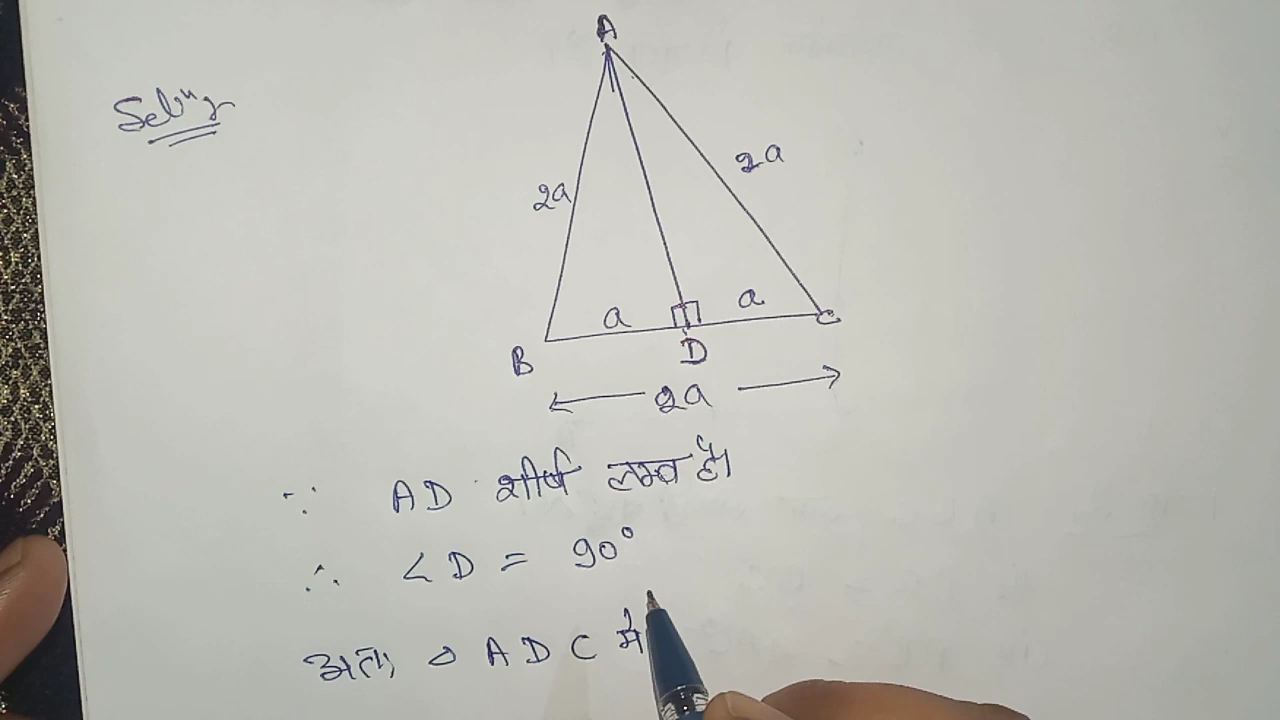 A
Solⁿ
2a
2a
a
a
B
D
C
2a
∵ AD शीर्ष लम्ब है।
∴ ∠D = 90°
अतः △ ADC में